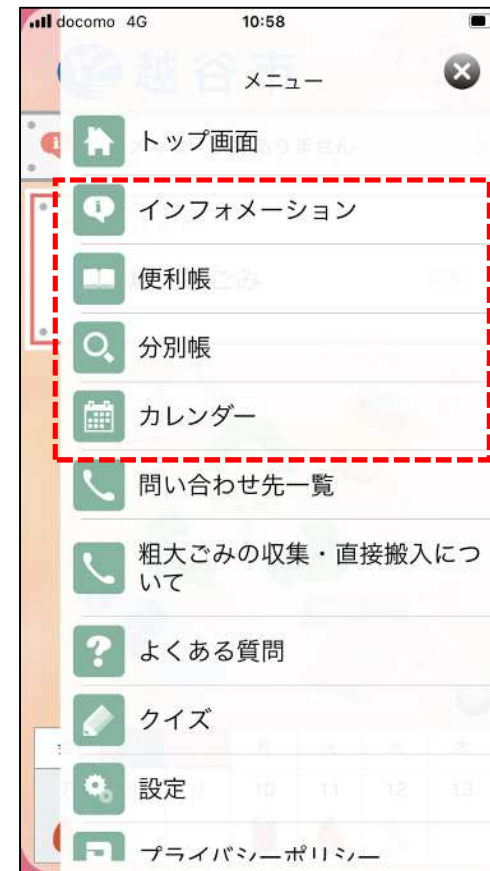 docomo 4G 10:58
越谷市
メニュー
トップ画面
インフォメーション
便利帳
分別帳
カレンダー
問い合わせ先一覧
粗大ごみの収集・直接搬入につ
いて
よくある質問
クイズ
設定
10 11 12 13
プライバシーポリシー